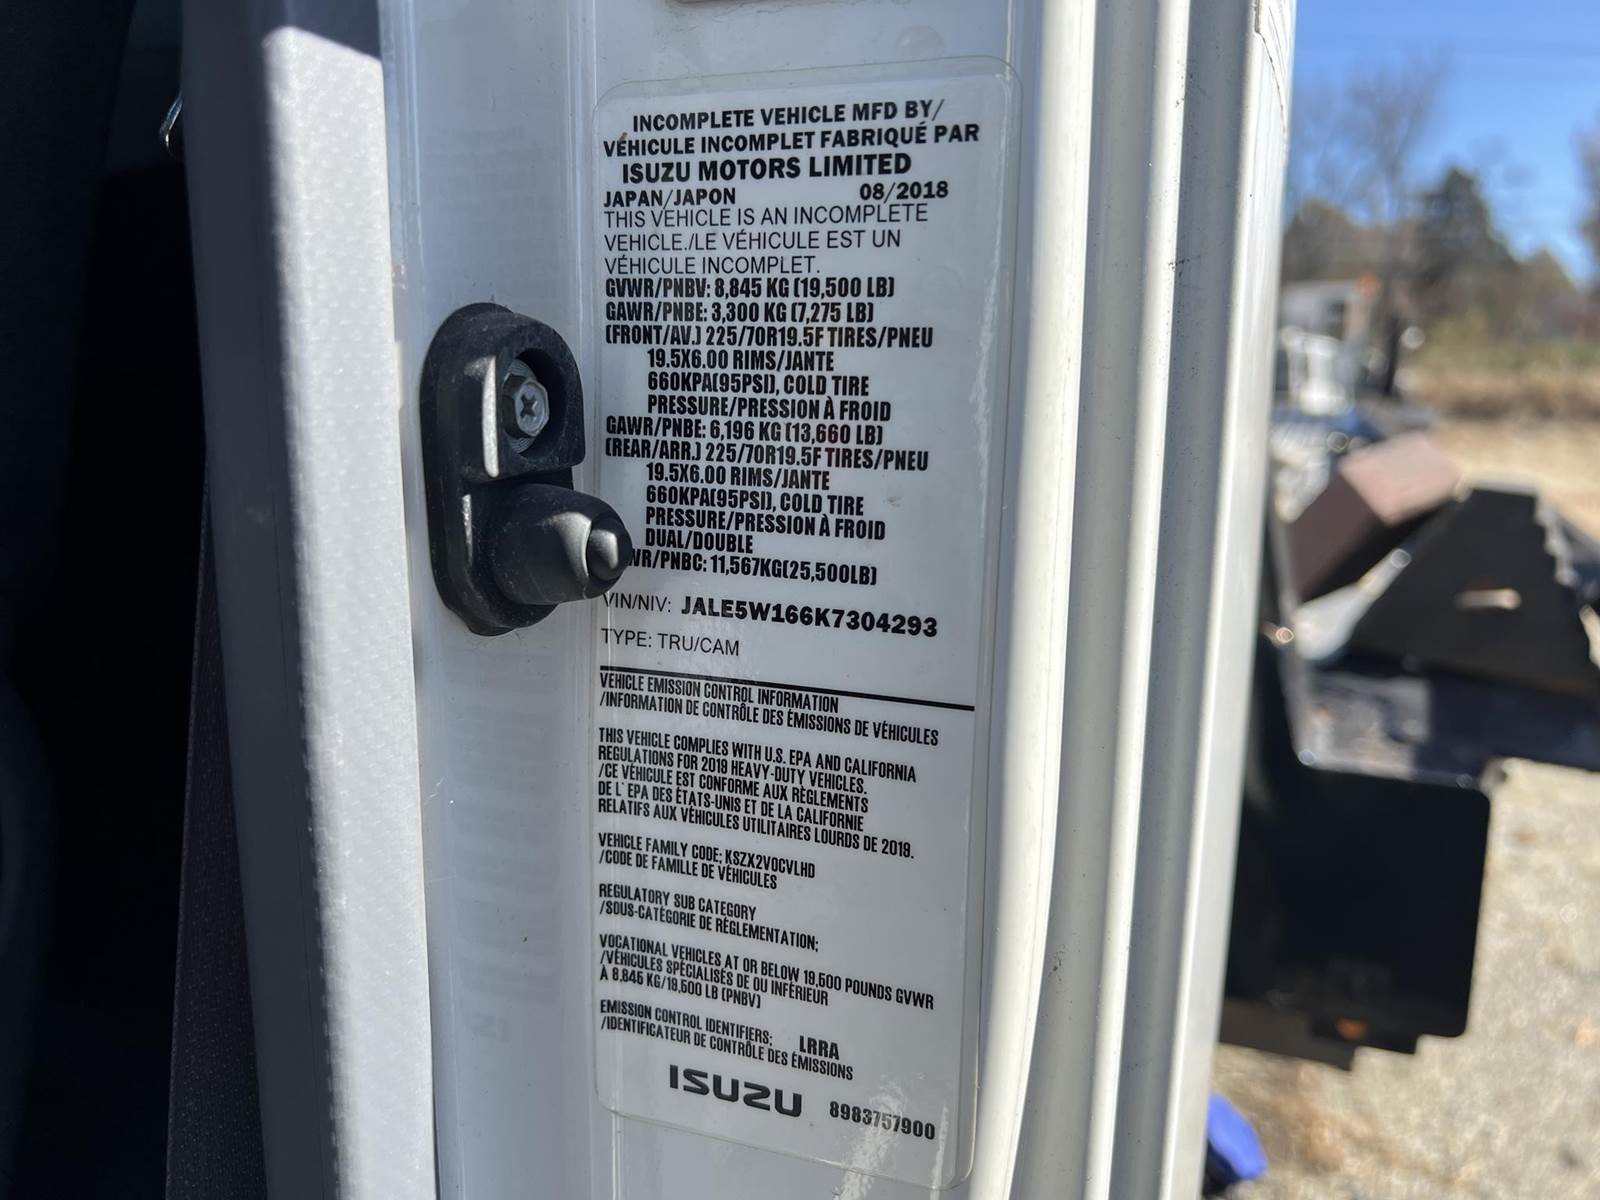 INCOMPLETE VEHICLE MFD BY/
VÉHICULE INCOMPLET FABRIQUÉ PAR
ISUZU MOTORS LIMITED
JAPAN/JAPON 08/2018
THIS VEHICLE IS AN INCOMPLETE
VEHICLE./LE VÉHICULE EST UN
VÉHICULE INCOMPLET.
GVWR/PNBV: 8,845 KG (19,500 LB)
GAWR/PNBE: 3,300 KG (7,275 LB)
(FRONT/AV.) 225/70R19.5F TIRES/PNEU
19.5X6.00 RIMS/JANTE
660KPA(95PSI), COLD TIRE
PRESSURE/PRESSION À FROID
GAWR/PNBE: 6,196 KG (13,660 LB)
(REAR/ARR.) 225/70R19.5F TIRES/PNEU
19.5X6.00 RIMS/JANTE
660KPA(95PSI), COLD TIRE
PRESSURE/PRESSION À FROID
DUAL/DOUBLE
WR/PNBC: 11,567KG(25,500LB)
VIN/NIV: JALE5W166K7304293
TYPE: TRU/CAM
VEHICLE EMISSION CONTROL INFORMATION
/INFORMATION DE CONTRÔLE DES ÉMISSIONS DE VÉHICULES
THIS VEHICLE COMPLIES WITH U.S. EPA AND CALIFORNIA
REGULATIONS FOR 2019 HEAVY-DUTY VEHICLES.
/CE VÉHICULE EST CONFORME AUX RÈGLEMENTS
DE L' EPA DES ÉTATS-UNIS ET DE LA CALIFORNIE
RELATIFS AUX VÉHICULES UTILITAIRES LOURDS DE 2019.
VEHICLE FAMILY CODE: KSZX2VOCVLHD
/CODE DE FAMILLE DE VÉHICULES
REGULATORY SUB CATEGORY
/SOUS-CATÉGORIE DE RÈGLEMENTATION;
VOCATIONAL VEHICLES AT OR BELOW 19,500 POUNDS GVWR
/VÉHICULES SPÉCIALISÉS DE OU INFÉRIEUR
À 8,845 KG/19,500 LB (PNBV)
EMISSION CONTROL IDENTIFIERS; LRRA
/IDENTIFICATEUR DE CONTRÔLE DES ÉMISSIONS
ISUZU 8983757900